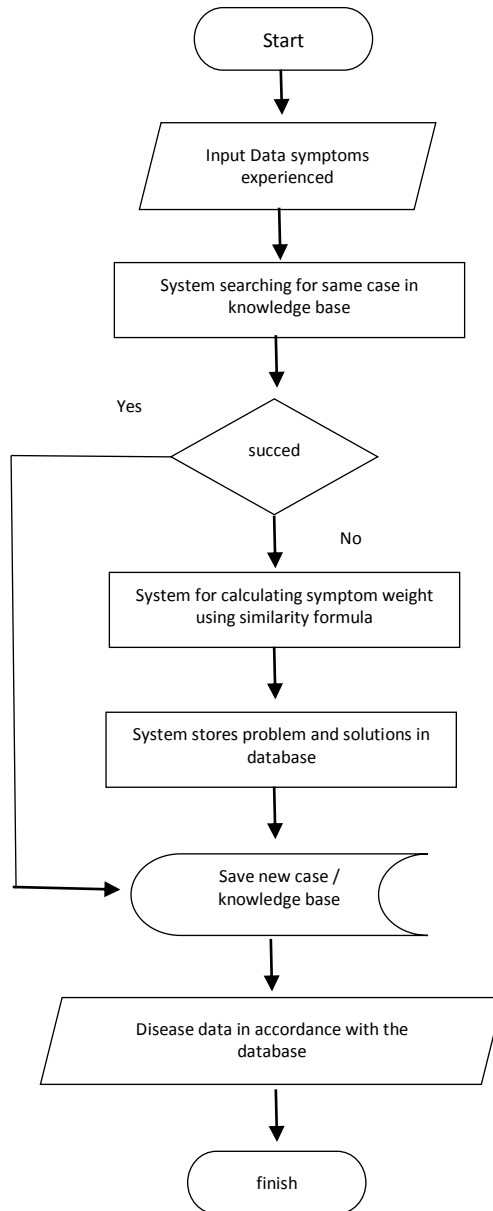 Start
Input Data symptoms
experienced
System searching for same case in
knowledge base
Yes
succed
No
System for calculating symptom weight
using similarity formula
System stores problem and solutions in
database
Save new case /
knowledge base
Disease data in accordance with the
database
finish